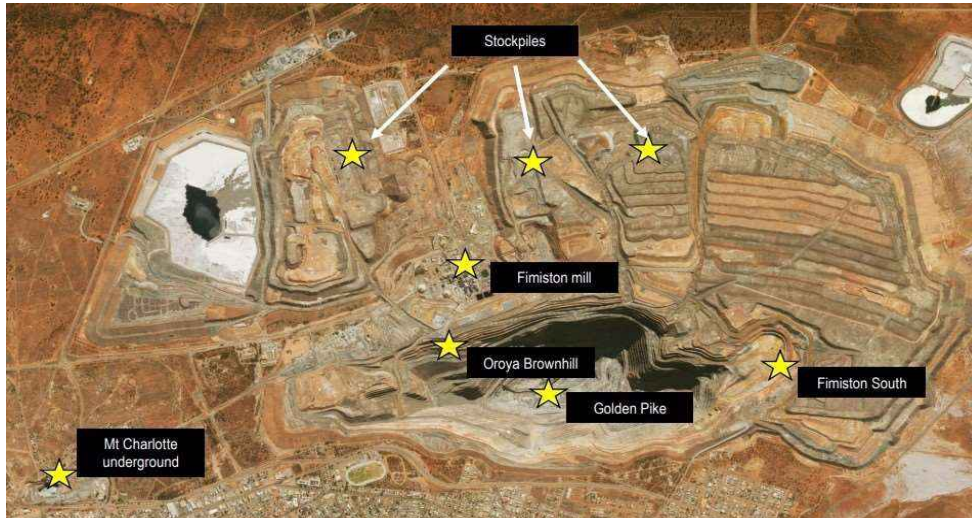 Stockpiles
Fimiston mill
Oroya Brownhill
Fimiston South
Golden Pike
Mt Charlotte
underground